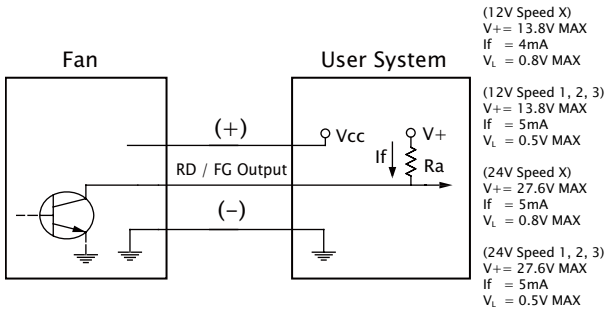 Fan
User System
(+)
Vcc
V+
If
Ra
RD / FG Output
(–)
(12V Speed X)
V+= 13.8V MAX
If = 4mA
VL = 0.8V MAX
(12V Speed 1, 2, 3)
V+= 13.8V MAX
If = 5mA
VL = 0.5V MAX
(24V Speed X)
V+= 27.6V MAX
If = 5mA
VL = 0.8V MAX
(24V Speed 1, 2, 3)
V+= 27.6V MAX
If = 5mA
VL = 0.5V MAX